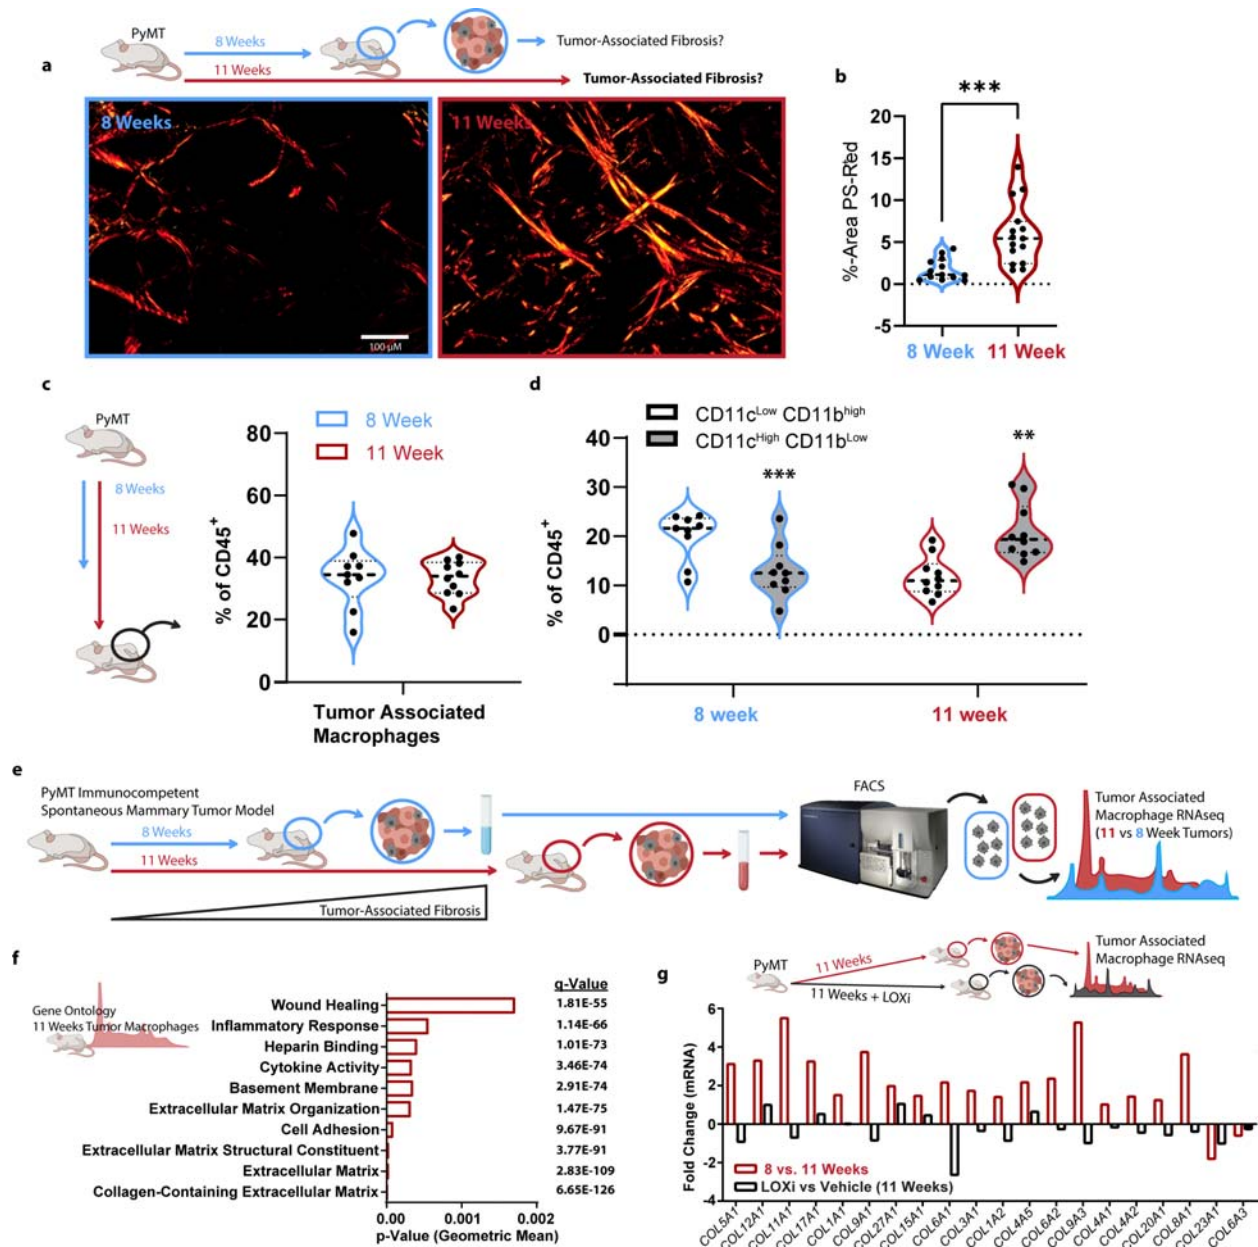 PyMT
8 Weeks
Tumor-Associated Fibrosis?
11 Weeks
Tumor-Associated Fibrosis?
a
8 Weeks
100 µM
11 Weeks
b
***
%-Area PS-Red
20
15
10
5
0
-5
8 Week
11 Week
c
PyMT
8 Weeks
11 Weeks
8 Week
11 Week
% of CD45+
80
60
40
20
0
Tumor Associated
Macrophages
d
CD11cLow CD11bhigh
CD11cHigh CD11bLow
% of CD45+
40
30
20
10
0
***
**
8 week
11 week
e
PyMT Immunocompetent
Spontaneous Mammary Tumor Model
8 Weeks
11 Weeks
Tumor-Associated Fibrosis
FACS
Tumor Associated
Macrophage RNAseq
(11 vs 8 Week Tumors)
f
Gene Ontology
11 Weeks Tumor Macrophages
q-Value
Wound Healing 1.81E-55
Inflammatory Response 1.14E-66
Heparin Binding 1.01E-73
Cytokine Activity 3.46E-74
Basement Membrane 2.91E-74
Extracellular Matrix Organization 1.47E-75
Cell Adhesion 9.67E-91
Extracellular Matrix Structural Constituent 3.77E-91
Extracellular Matrix 2.83E-109
Collagen-Containing Extracellular Matrix 6.65E-126
0.00 0.001 0.002
p-Value (Geometric Mean)
g
PyMT
11 Weeks
11 Weeks + LOXi
Tumor Associated
Macrophage RNAseq
Fold Change (mRNA)
6
4
2
0
-2
-4
8 vs. 11 Weeks
LOXi vs Vehicle (11 Weeks)
COL5A1
COL12A1
COL11A1
COL17A1
COL1A1
COL9A1
COL27A1
COL15A1
COL6A1
COL3A1
COL1A2
COL4A5
COL6A2
COL9A3
COL4A1
COL4A2
COL20A1
COL8A1
COL23A1
COL6A3